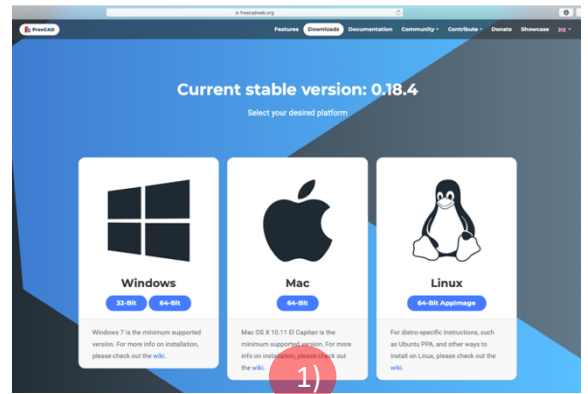 freecadweb.org
FreeCAD
Features Downloads Documentation Community Contribute Donate Showcase
Current stable version: 0.18.4
Select your desired platform
Windows
32-Bit 64-Bit
Windows 7 is the minimum supported
version. For more info on installation,
please check out the wiki.
Mac
64-Bit
Mac OS X 10.11 El Capitan is the
minimum supported version. For more
info on installation, please check out
the wiki.
1)
Linux
64-Bit AppImage
For distro-specific instructions, such
as Ubuntu PPA, and other ways to
install on Linux, please check out the
wiki.